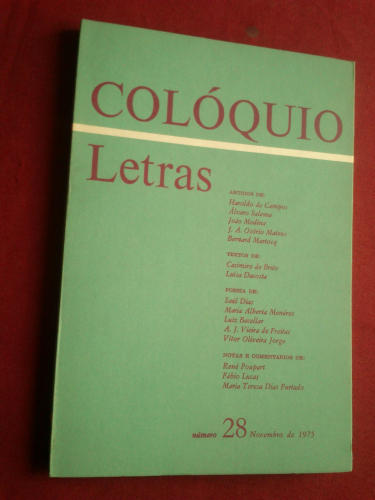 COLÓQUIO
Letras
ARTIGOS DE:
Haroldo de Campos
Álvaro Salema
João Medina
J. A. Osório Mateus
Bernard Martocq
TEXTOS DE:
Casimiro de Brito
Luísa Dacosta
POESIA DE:
Saúl Dias
Maria Alberta Menéres
Luiz Bacellar
A. J. Vieira de Freitas
Vítor Oliveira Jorge
NOTAS E COMENTÁRIOS DE:
René Poupart
Fábio Lucas
Maria Teresa Dias Furtado
número 28 Novembro de 1975